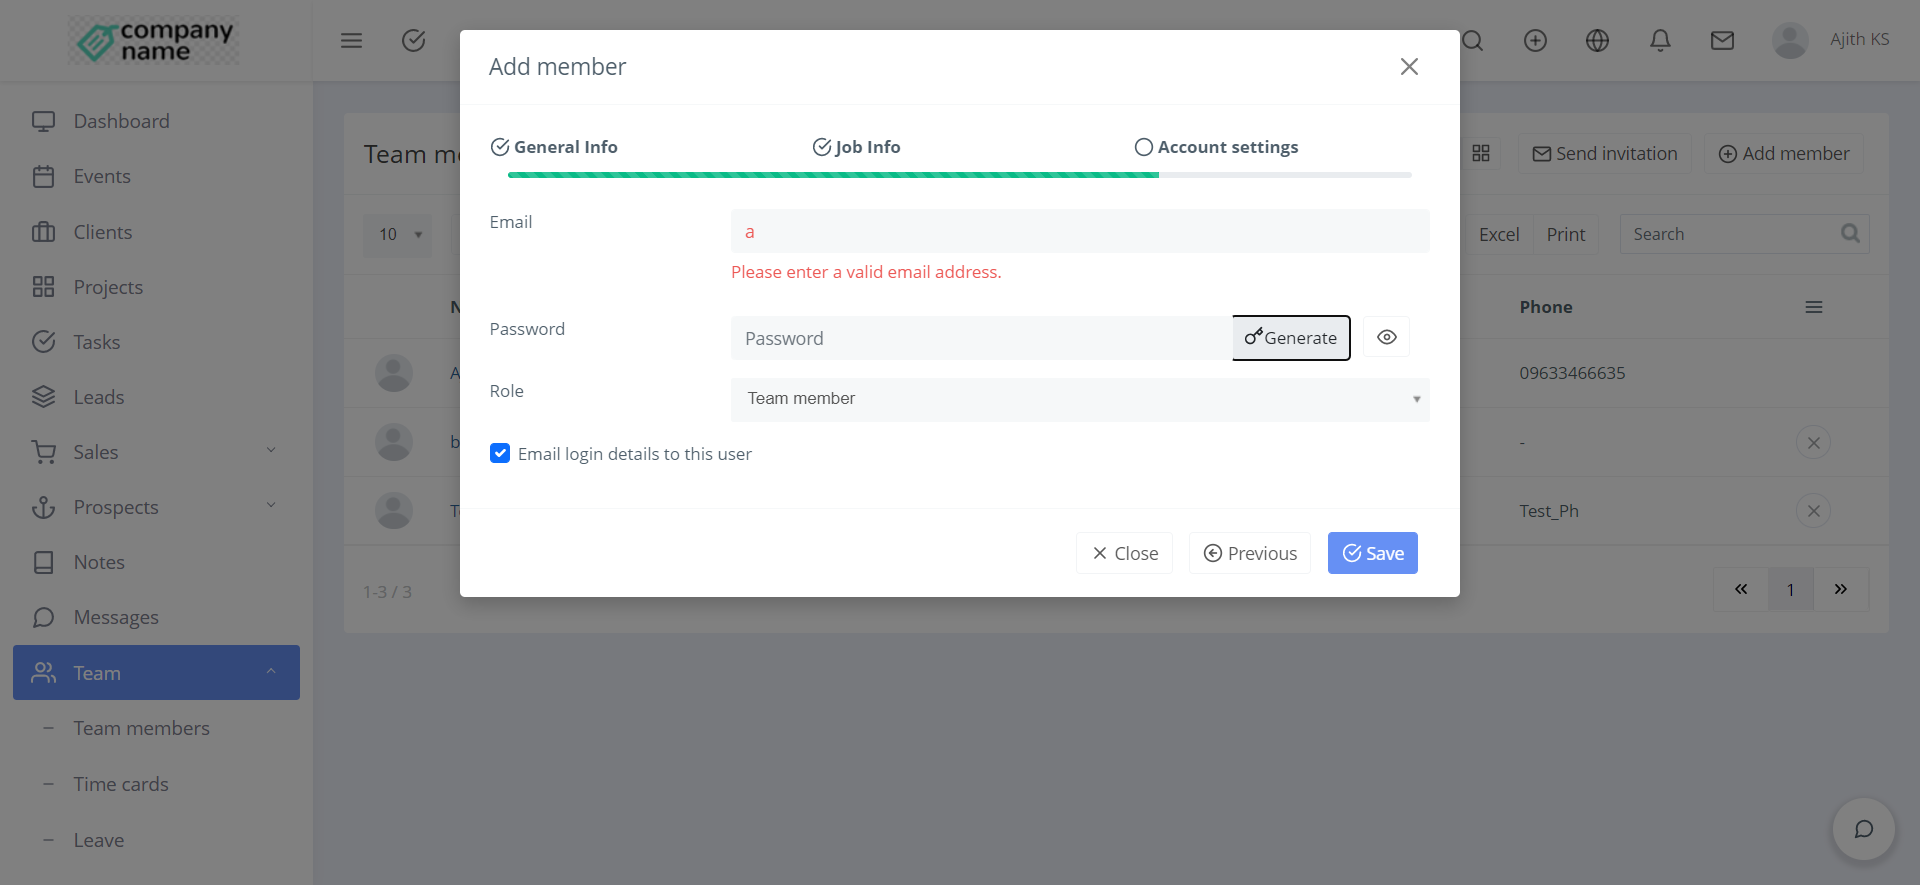 company
name
Ajith KS
Dashboard
Events
Clients
Projects
Tasks
Leads
Sales
Prospects
Notes
Messages
Team
Team members
Time cards
Leave
Send invitation
Add member
10
Excel
Print
Search
Phone
09633466635
-
Test_Ph
1-3 / 3
«
1
»
Add member
General Info
Job Info
Account settings
Email
a
Please enter a valid email address.
Password
Password
Generate
Role
Team member
Email login details to this user
Close
Previous
Save